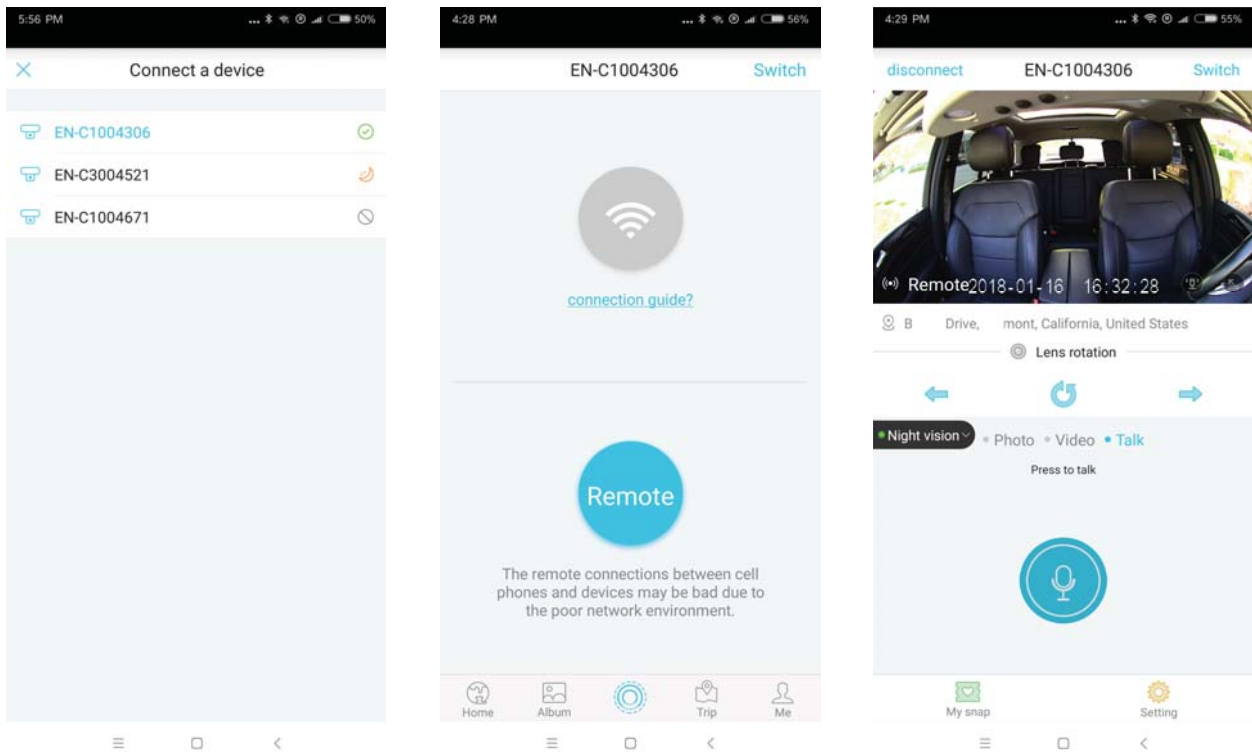 5:56 PM
... 50%
Connect a device
EN-C1004306
EN-C3004521
EN-C1004671
4:28 PM
... 56%
EN-C1004306
Switch
connection guide?
Remote
The remote connections between cell
phones and devices may be bad due to
the poor network environment.
Home
Album
Trip
Me
4:29 PM
... 55%
disconnect
EN-C1004306
Switch
Remote2018-01-16 16:32:28
B Drive, mont, California, United States
Lens rotation
Night vision
Photo
Video
Talk
Press to talk
My snap
Setting